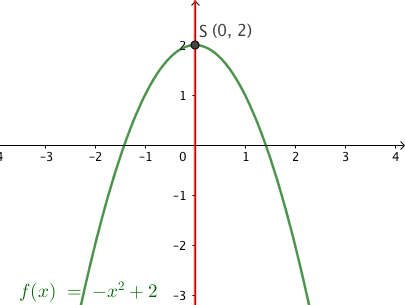 S (0, 2)
2
1
4 -3 -2 -1 0 1 2 3 4
-1
-2
f(x) = -x² + 2
-3